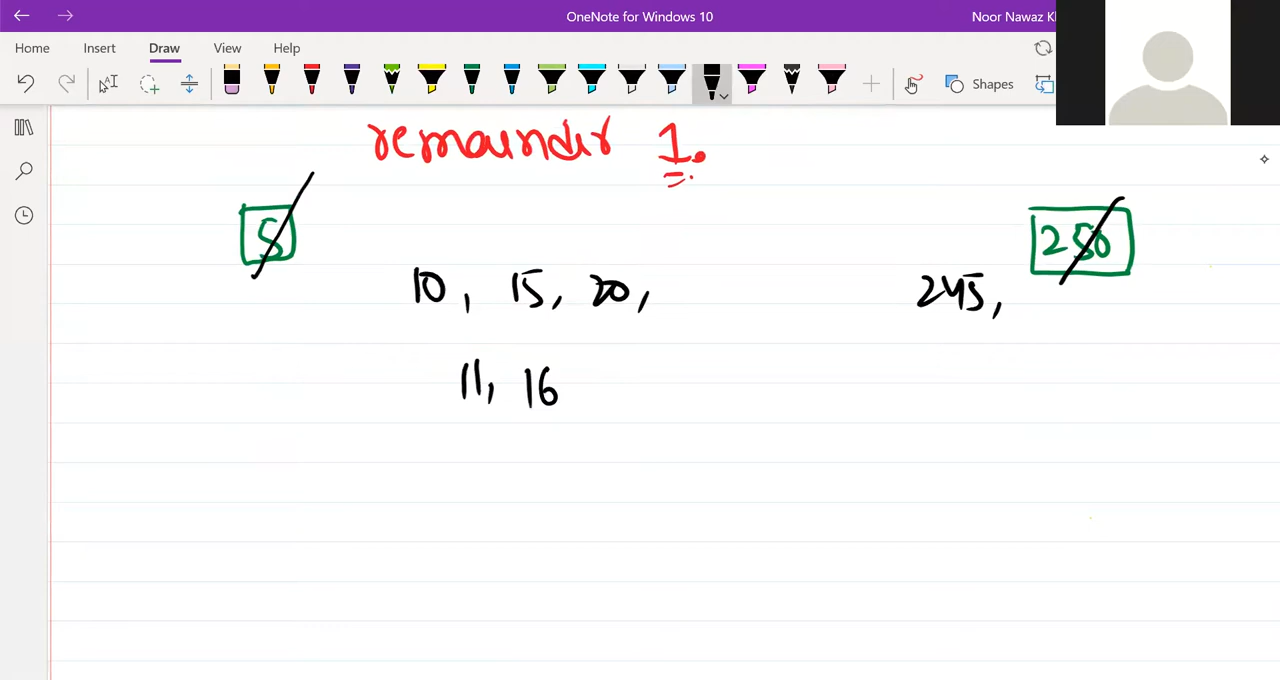 OneNote for Windows 10
Noor Nawaz Kh
Home Insert Draw View Help
Shapes
remainder 1.
5 250
10, 15, 20, 245,
11, 16